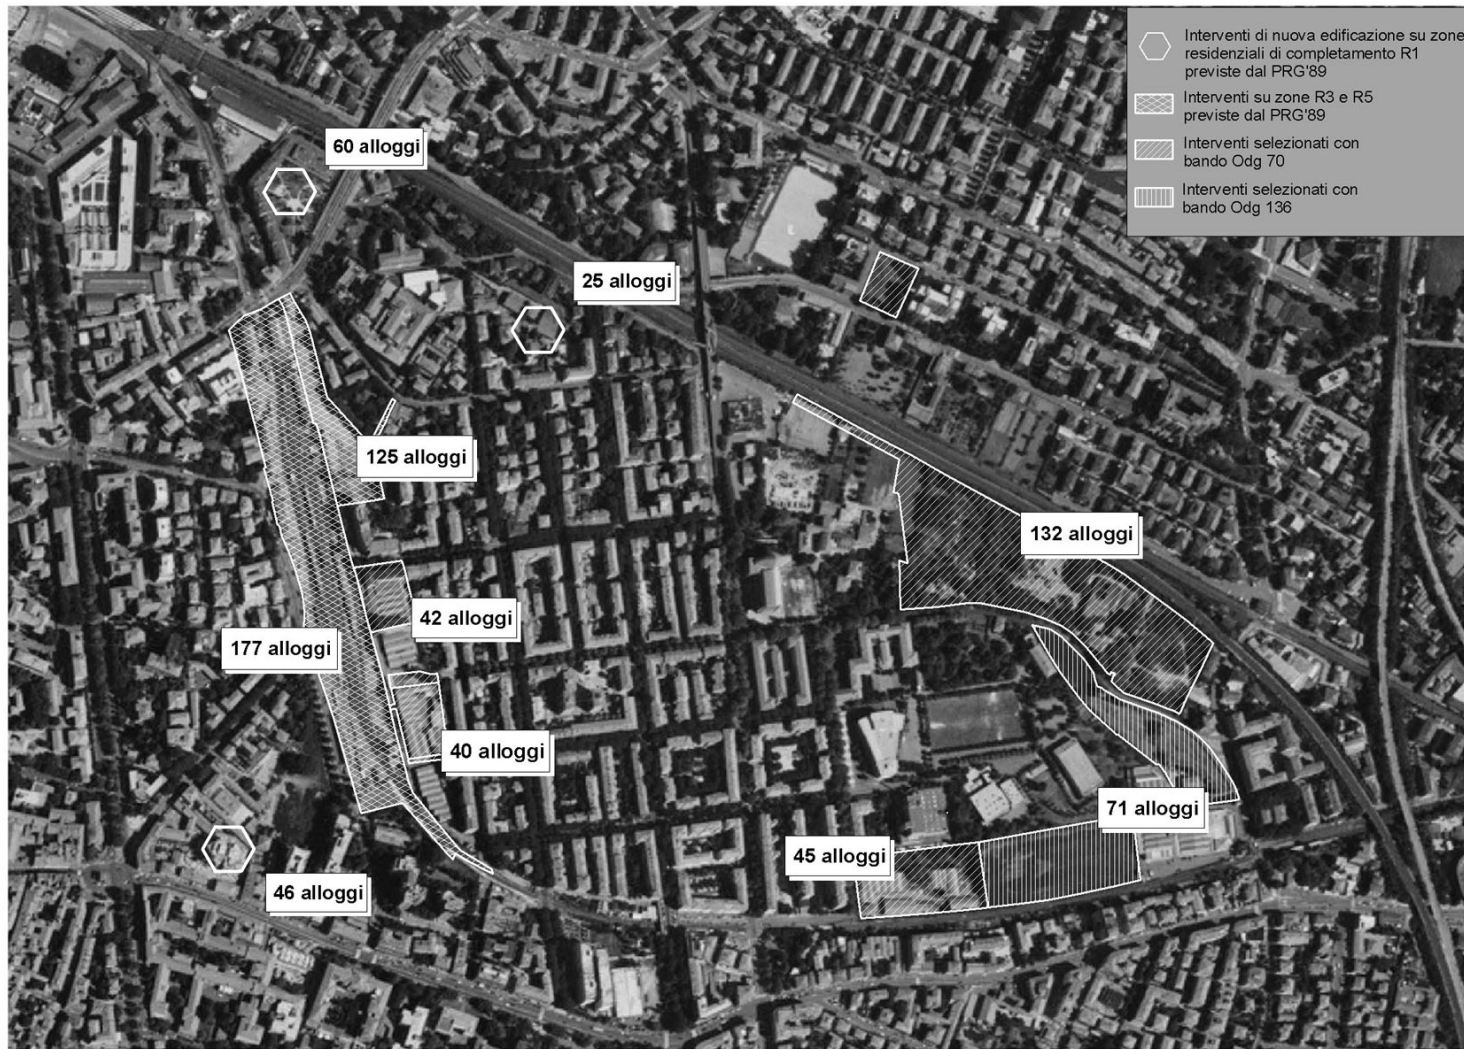 Interventi di nuova edificazione su zone
residenziali di completamento R1
previste dal PRG'89
Interventi su zone R3 e R5
previste dal PRG'89
Interventi selezionati con
bando Odg 70
Interventi selezionati con
bando Odg 136
60 alloggi
25 alloggi
125 alloggi
132 alloggi
42 alloggi
177 alloggi
40 alloggi
71 alloggi
45 alloggi
46 alloggi